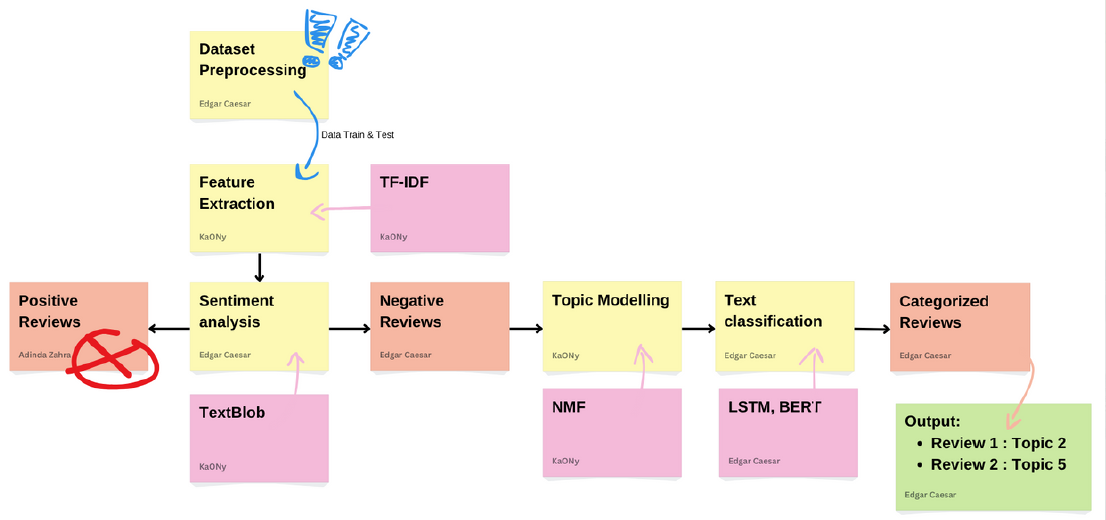 Dataset
Preprocessing
Edgar Caesar
Data Train & Test
Feature
Extraction
KaONy
TF-IDF
KaONy
Positive
Reviews
Adinda Zahra
Sentiment
analysis
Edgar Caesar
Negative
Reviews
Edgar Caesar
Topic Modelling
KaONy
Text
classification
Edgar Caesar
Categorized
Reviews
Edgar Caesar
TextBlob
KaONy
NMF
KaONy
LSTM, BERT
Edgar Caesar
Output:
• Review 1 : Topic 2
• Review 2 : Topic 5
Edgar Caesar